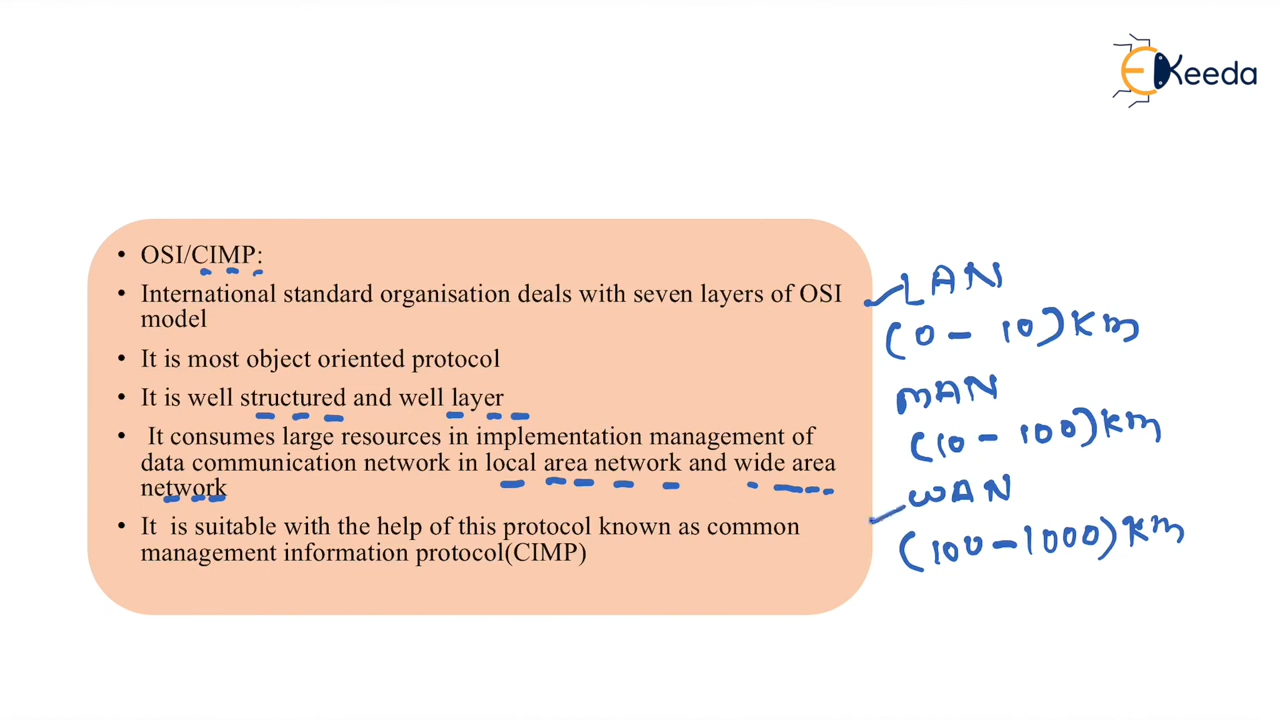 EKeeda
• OSI/CIMP:
• International standard organisation deals with seven layers of OSI
model
• It is most object oriented protocol
• It is well structured and well layer
• It consumes large resources in implementation management of
data communication network in local area network and wide area
network
• It is suitable with the help of this protocol known as common
management information protocol(CIMP)
LAN
(0 - 10) km
MAN
(10 - 100) km
WAN
(100 - 1000) km